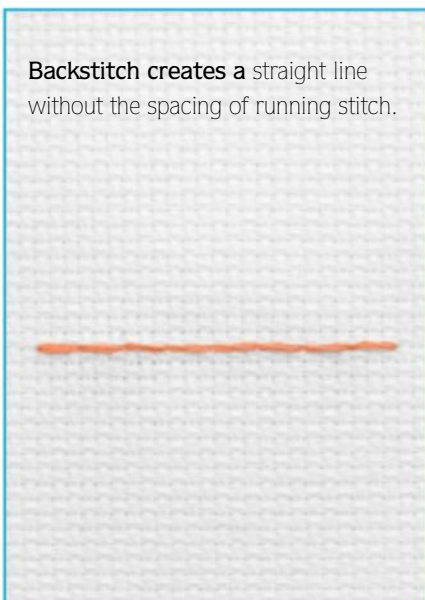 Backstitch creates a straight line
without the spacing of running stitch.